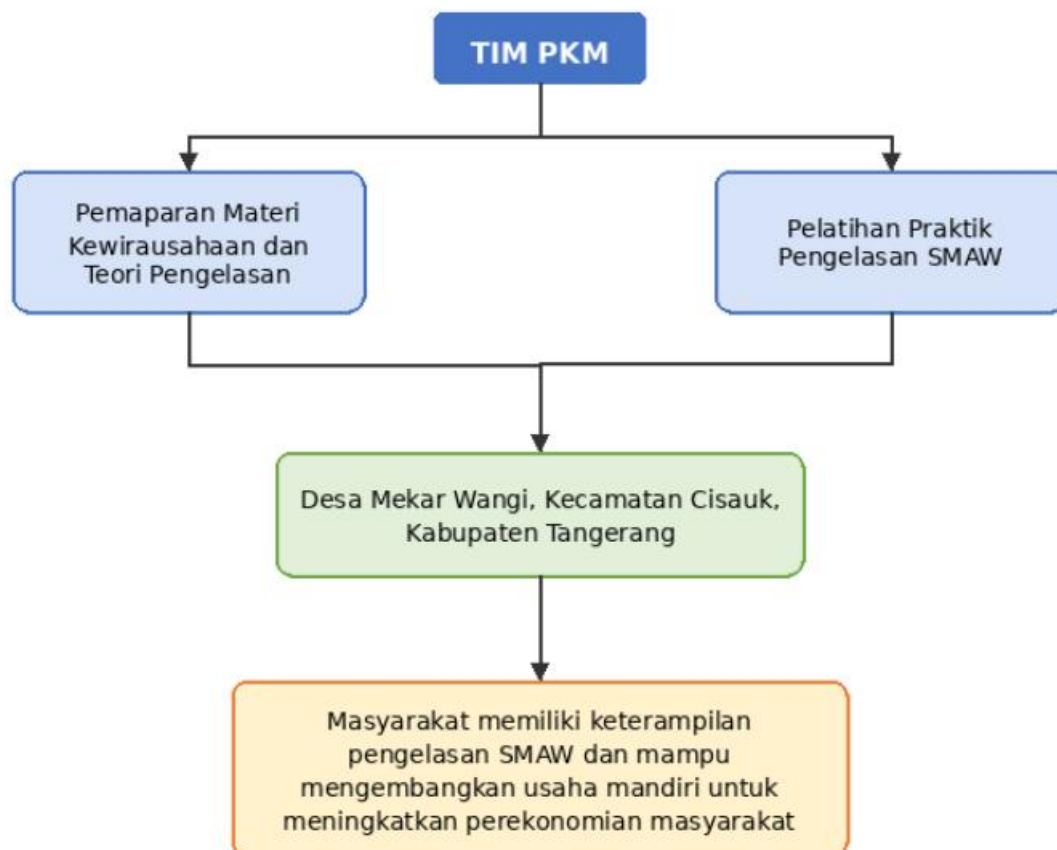 TIM PKM
Pemaparan Materi
Kewirausahaan dan
Teori Pengelasan
Pelatihan Praktik
Pengelasan SMAW
Desa Mekar Wangi, Kecamatan Cisauk,
Kabupaten Tangerang
Masyarakat memiliki keterampilan
pengelasan SMAW dan mampu
mengembangkan usaha mandiri untuk
meningkatkan perekonomian masyarakat